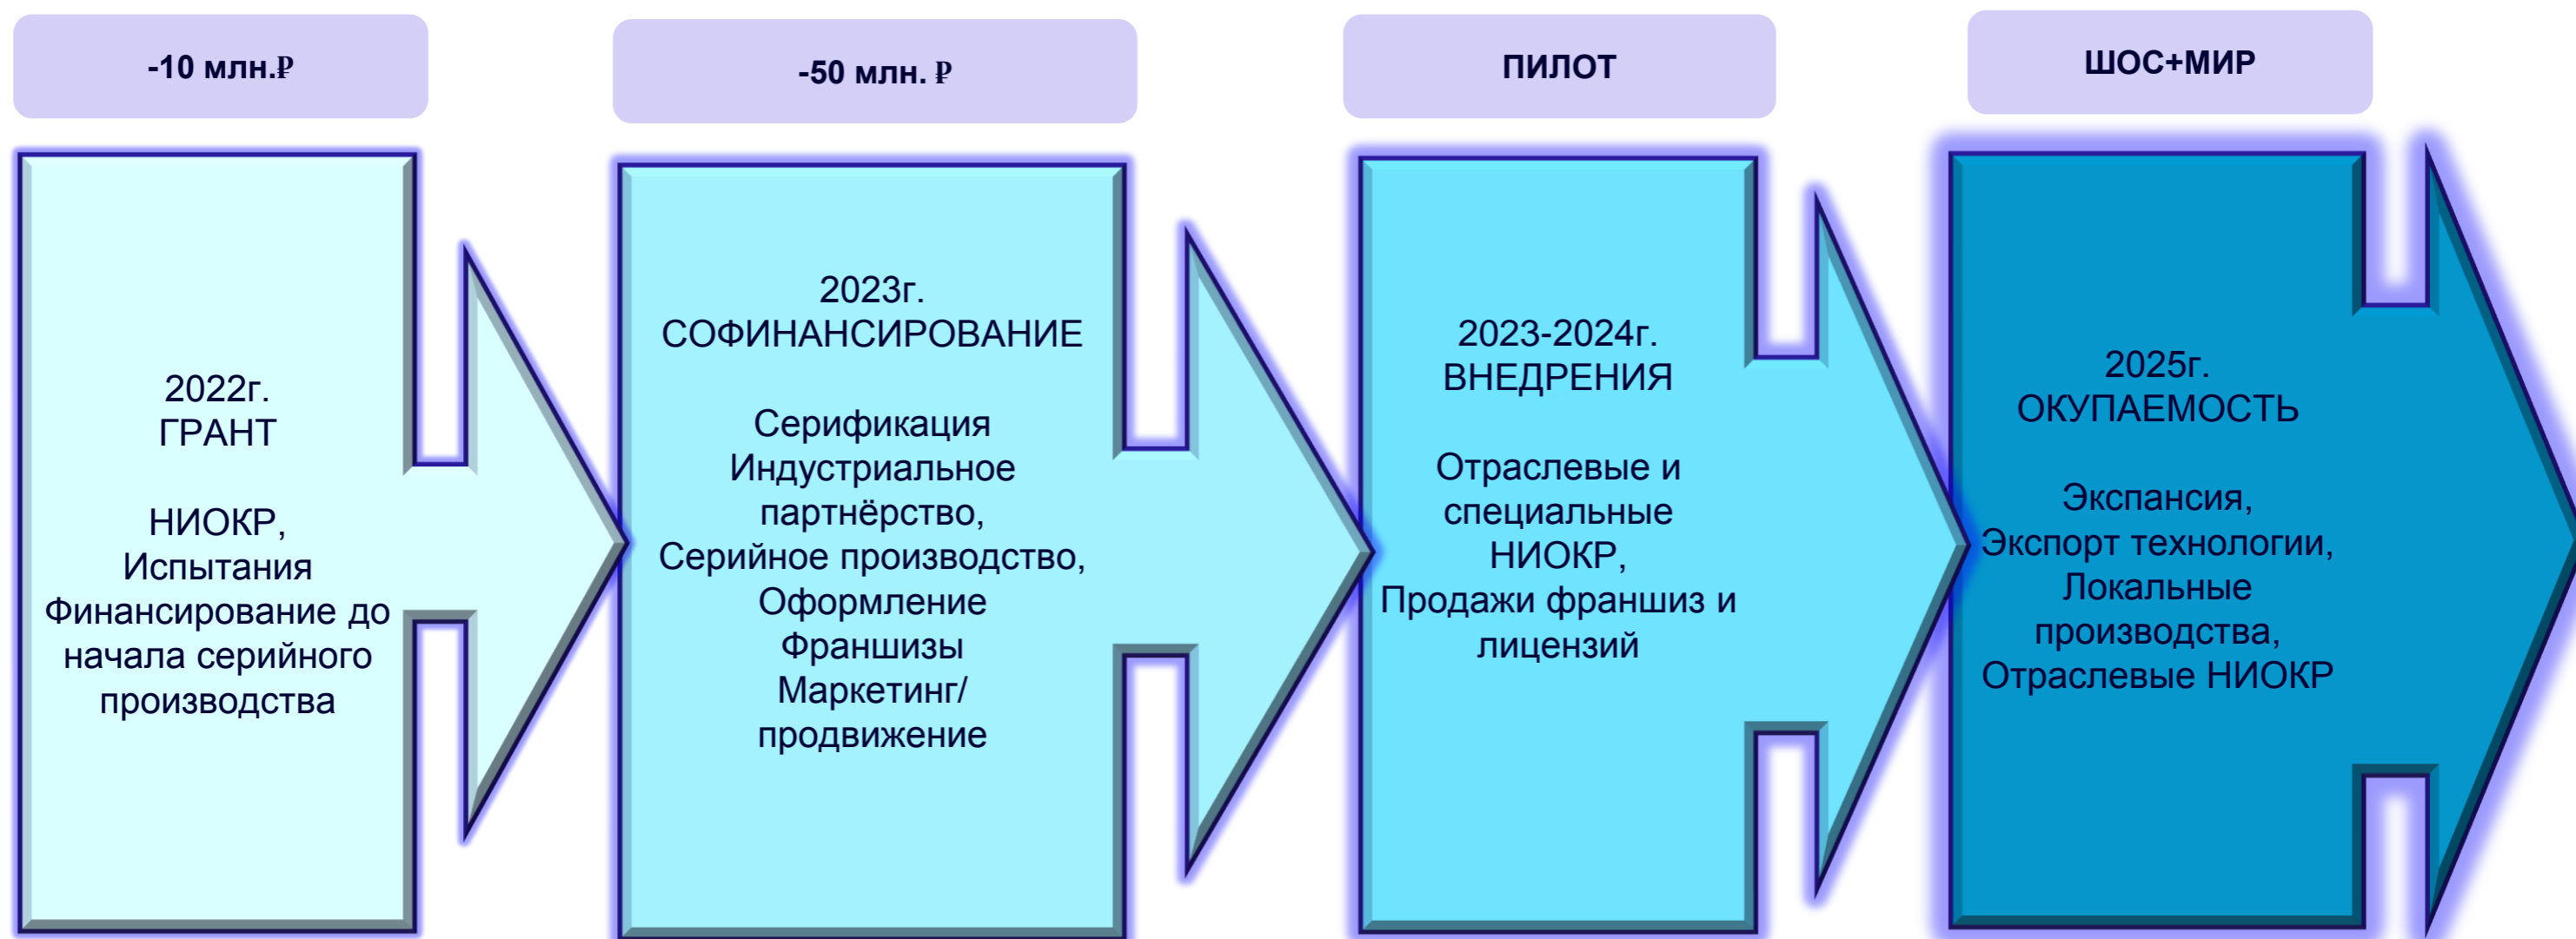 -10 млн.₽
-50 млн. ₽
ПИЛОТ
ШОС+МИР
2022г.
ГРАНТ
НИОКР,
Испытания
Финансирование до
начала серийного
производства
2023г.
СОФИНАНСИРОВАНИЕ
Серификация
Индустриальное
партнёрство,
Серийное производство,
Оформление
Франшизы
Маркетинг/
продвижение
2023-2024г.
ВНЕДРЕНИЯ
Отраслевые и
специальные
НИОКР,
Продажи франшиз и
лицензий
2025г.
ОКУПАЕМОСТЬ
Экспансия,
Экспорт технологии,
Локальные
производства,
Отраслевые НИОКР